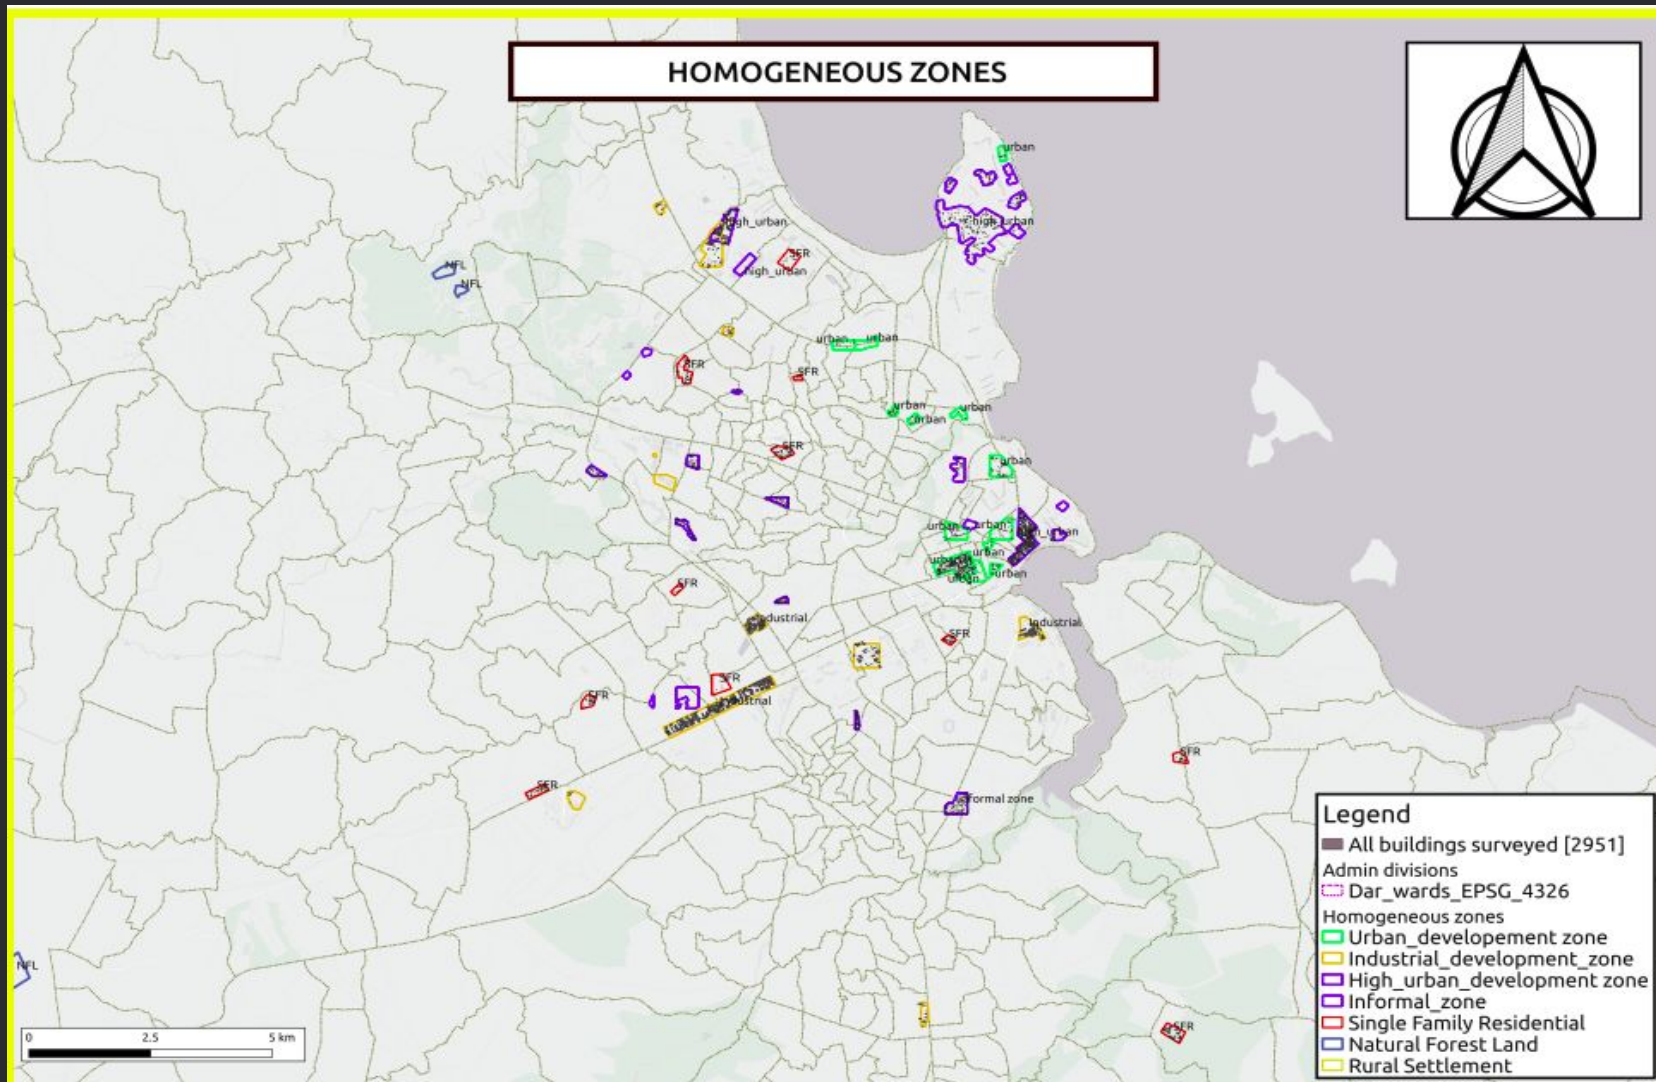 HOMOGENEOUS ZONES
urban
high_urban
high_urban
SFR
high_urban
NFL
NFL
urban urban
SFR
SFR
urban
urban
urban
SFR
urban
urban
urban
urban
urban
urban
SFR
Industrial
Industrial
SFR
SFR
Industrial
SFR
SFR
SFR
formal zone
NFL
SFR
0 2.5 5 km
Legend
All buildings surveyed [2951]
Admin divisions
Dar_wards_EPSG_4326
Homogeneous zones
Urban_developement zone
Industrial_development_zone
High_urban_development zone
Informal_zone
Single Family Residential
Natural Forest Land
Rural Settlement